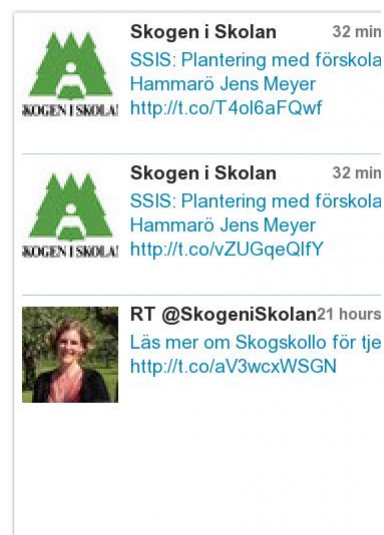 Skogen i Skolan 32 min
SSIS: Plantering med förskola
Hammarö Jens Meyer
http://t.co/T4ol6aFQwf
SKOGEN I SKOLAN
Skogen i Skolan 32 min
SSIS: Plantering med förskola
Hammarö Jens Meyer
http://t.co/vZUGqeQlfY
SKOGEN I SKOLAN
RT @SkogeniSkolan 21 hours
Läs mer om Skogskollo för tje
http://t.co/aV3wcxWSGN